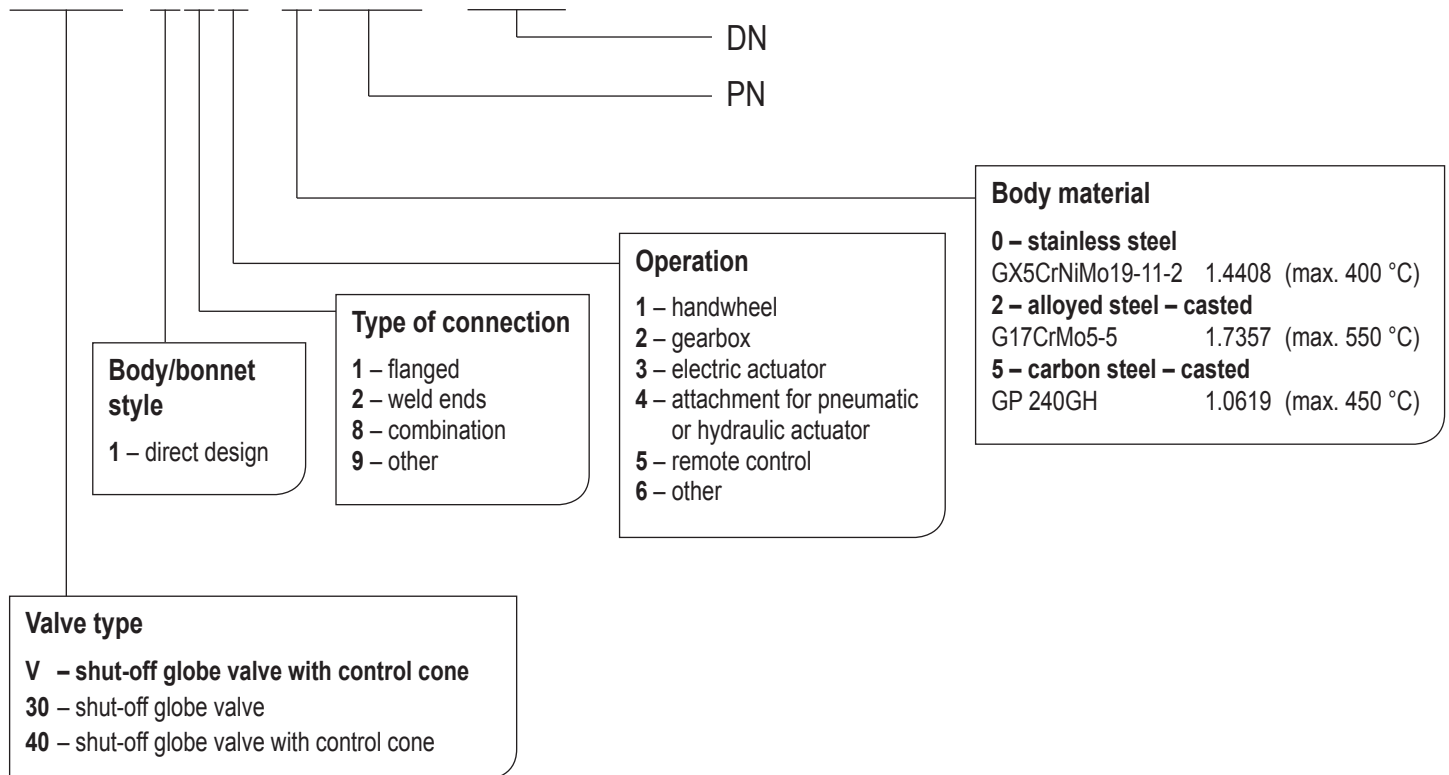 DN
PN
Body material
0 – stainless steel
GX5CrNiMo19-11-2 1.4408 (max. 400 °C)
2 – alloyed steel – casted
G17CrMo5-5 1.7357 (max. 550 °C)
5 – carbon steel – casted
GP 240GH 1.0619 (max. 450 °C)
Operation
1 – handwheel
2 – gearbox
3 – electric actuator
4 – attachment for pneumatic
or hydraulic actuator
5 – remote control
6 – other
Type of connection
1 – flanged
2 – weld ends
8 – combination
9 – other
Body/bonnet
style
1 – direct design
Valve type
V – shut-off globe valve with control cone
30 – shut-off globe valve
40 – shut-off globe valve with control cone